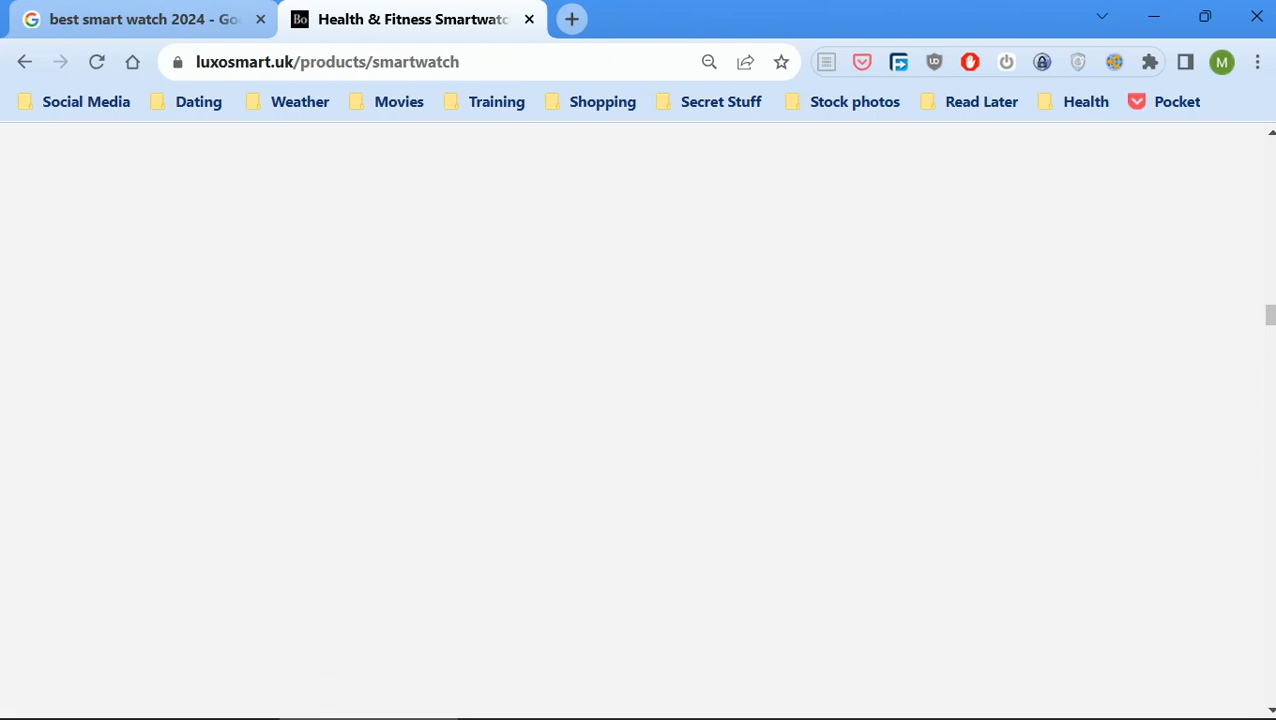 best smart watch 2024 - Go
Bo Health & Fitness Smartwatc
luxosmart.uk/products/smartwatch
M
Social Media Dating Weather Movies Training Shopping Secret Stuff Stock photos Read Later Health Pocket